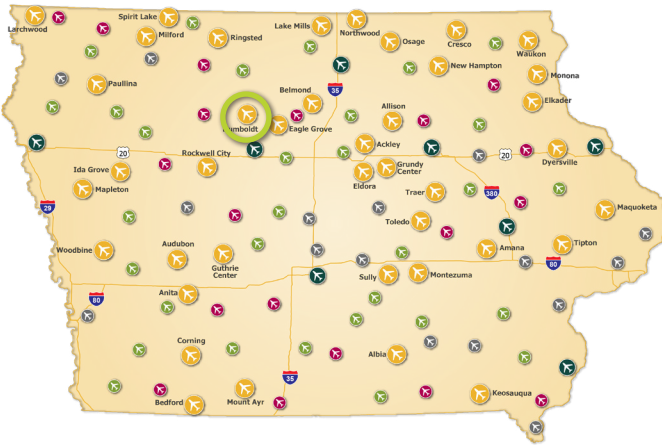 Spirit Lake
Lake Mills
Northwood
Larchwood
Milford
Ringsted
Osage
Cresco
Waukon
New Hampton
Monona
Paullina
Belmond
35
Elkader
Allison
Humboldt
Eagle Grove
Ackley
20
Rockwell City
20
Dyersville
Ida Grove
Grundy
Center
Mapleton
Eldora
Traer
380
29
Maquoketa
Toledo
Woodbine
Audubon
Guthrie
Center
Amana
Tipton
80
Sully
Montezuma
Anita
80
Corning
Albia
35
Bedford
Mount Ayr
Keosauqua